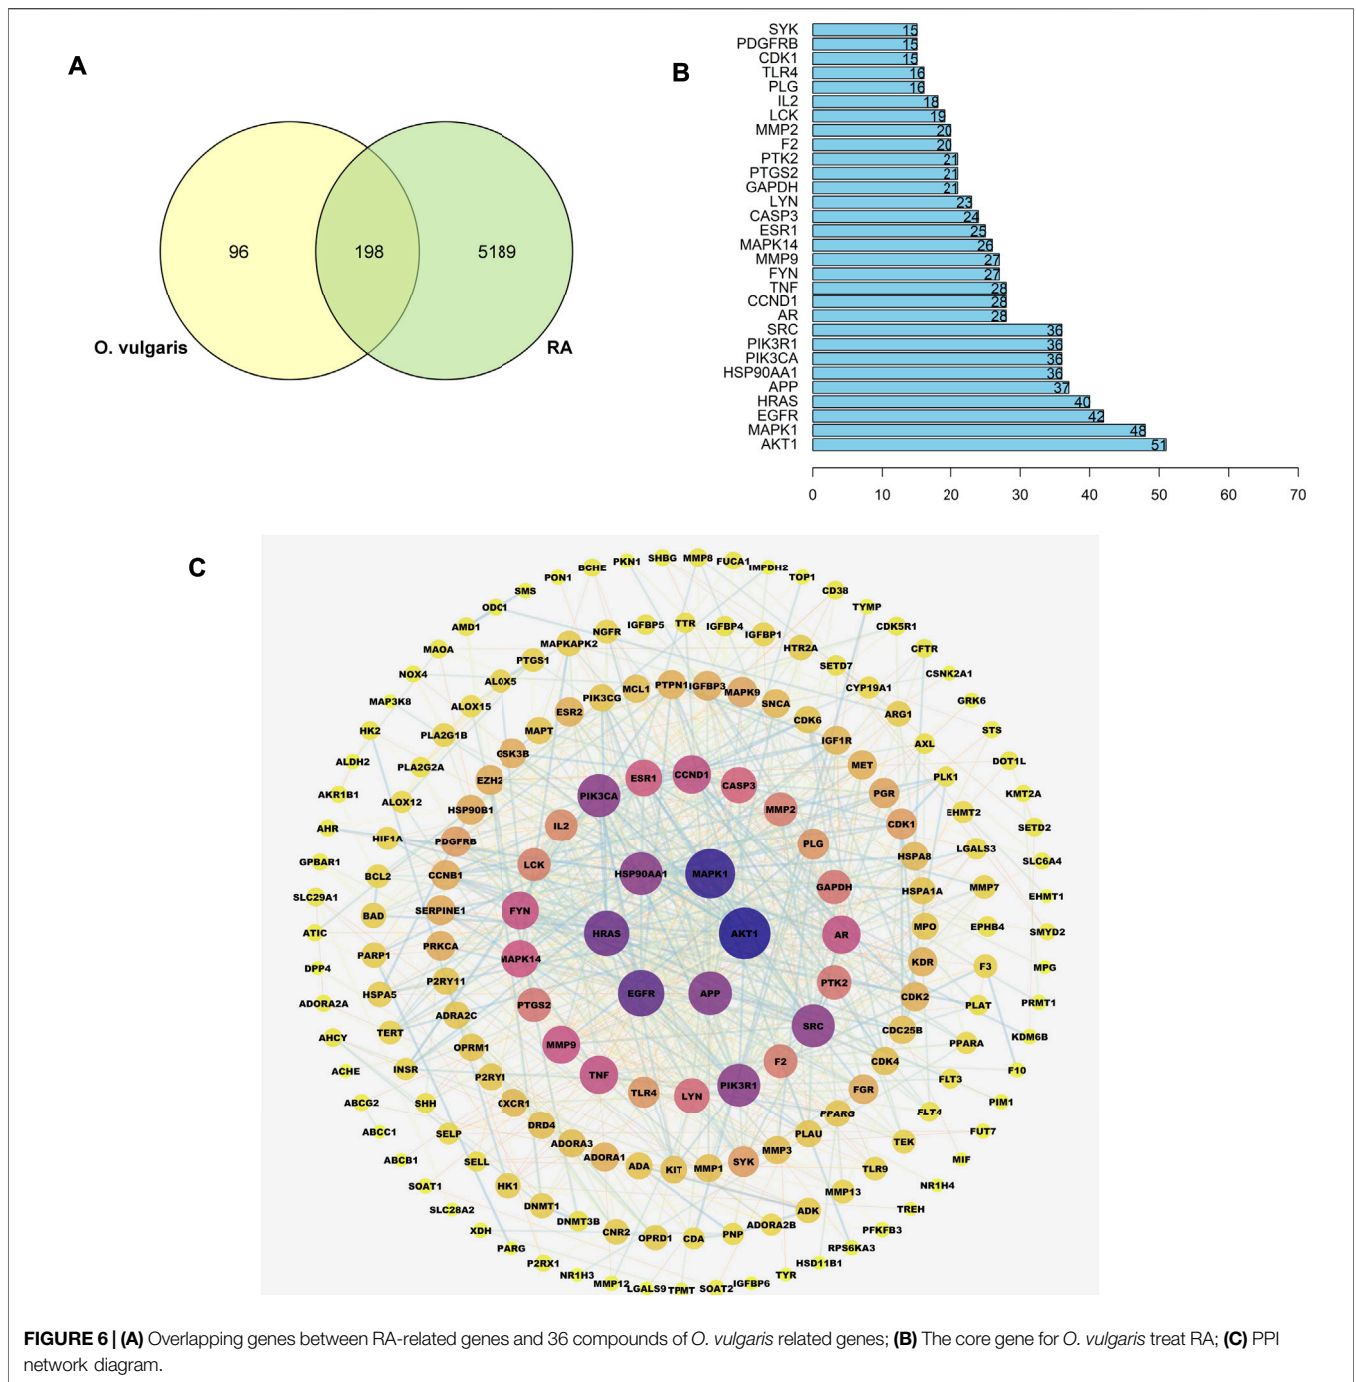 A
96
198
5189
O. vulgaris
RA
B
SYK 15
PDGFRB 15
CDK1 15
TLR4 16
PLG 16
IL2 18
LCK 19
MMP2 20
F2 20
PTK2 21
PTGS2 21
GAPDH 21
LYN 23
CASP3 24
ESR1 25
MAPK14 26
MMP9 27
FYN 27
TNF 28
CCND1 28
AR 28
SRC 36
PIK3R1 36
PIK3CA 36
HSP90AA1 36
APP 37
HRAS 40
EGFR 42
MAPK1 48
AKT1 51
0 10 20 30 40 50 60 70
C
SHBG
MMP8
FUCA1
IMPDH2
TOP1
CD38
TYMP
CDK5R1
CFTR
CSNK2A1
GRK6
STS
DOT1L
KMT2A
SETD2
SLC6A4
EHMT1
SMYD2
MPG
PRMT1
KDM6B
F10
PIM1
FUT7
MIF
NR1H4
TREH
PFKFB3
RPS6KA3
HSD11B1
TYR
IGFBP6
SOAT2
TPMT
LGALS9
MMP12
NR1H3
P2RX1
PARG
XDH
SLC28A2
SOAT1
ABCB1
ABCC1
ABCG2
ACHE
AHCY
ADORA2A
DPP4
ATIC
SLC29A1
GPBAR1
AHR
AKR1B1
ALDH2
HK2
MAP3K8
NOX4
MAOA
AMD1
ODC1
SMS
PON1
BCHE
PKN1
TTR
IGFBP4
IGFBP1
HTR2A
SETD7
CYP19A1
ARG1
AXL
PLK1
EHMT2
LGALS3
MMP7
EPHB4
F3
PLAT
PPARA
FLT3
FLT4
TEK
TLR9
MMP13
ADK
ADORA2B
PNP
CDA
OPRD1
CNR2
DNMT3B
DNMT1
HK1
SELL
SELP
SHH
INSR
TERT
HSPA5
PARP1
BAD
BCL2
HIF1A
ALOX12
PLA2G2A
PLA2G1B
ALOX15
ALOX5
PTGS1
MAPKAPK2
NGFR
IGFBP5
PTPN1
IGFBP3
MAPK9
SNCA
CDK6
IGF1R
MET
PGR
CDK1
HSPA8
HSPA1A
MPO
KDR
CDK2
CDC25B
CDK4
FGR
PPARG
PLAU
MMP3
SYK
MMP1
KIT
ADA
ADORA1
ADORA3
DRD4
CXCR1
P2RY1
OPRM1
ADRA2C
P2RY11
PRKCA
SERPINE1
CCNB1
PDGFRB
HSP90B1
EZH2
GSK3B
MAPT
ESR2
PIK3CG
MCL1
CCND1
CASP3
MMP2
PLG
GAPDH
AR
PTK2
SRC
F2
PIK3R1
LYN
TLR4
TNF
MMP9
PTGS2
MAPK14
FYN
LCK
IL2
PIK3CA
ESR1
HSP90AA1
MAPK1
HRAS
AKT1
EGFR
APP
FIGURE 6 | (A) Overlapping genes between RA-related genes and 36 compounds of O. vulgaris related genes; (B) The core gene for O. vulgaris treat RA; (C) PPI
network diagram.